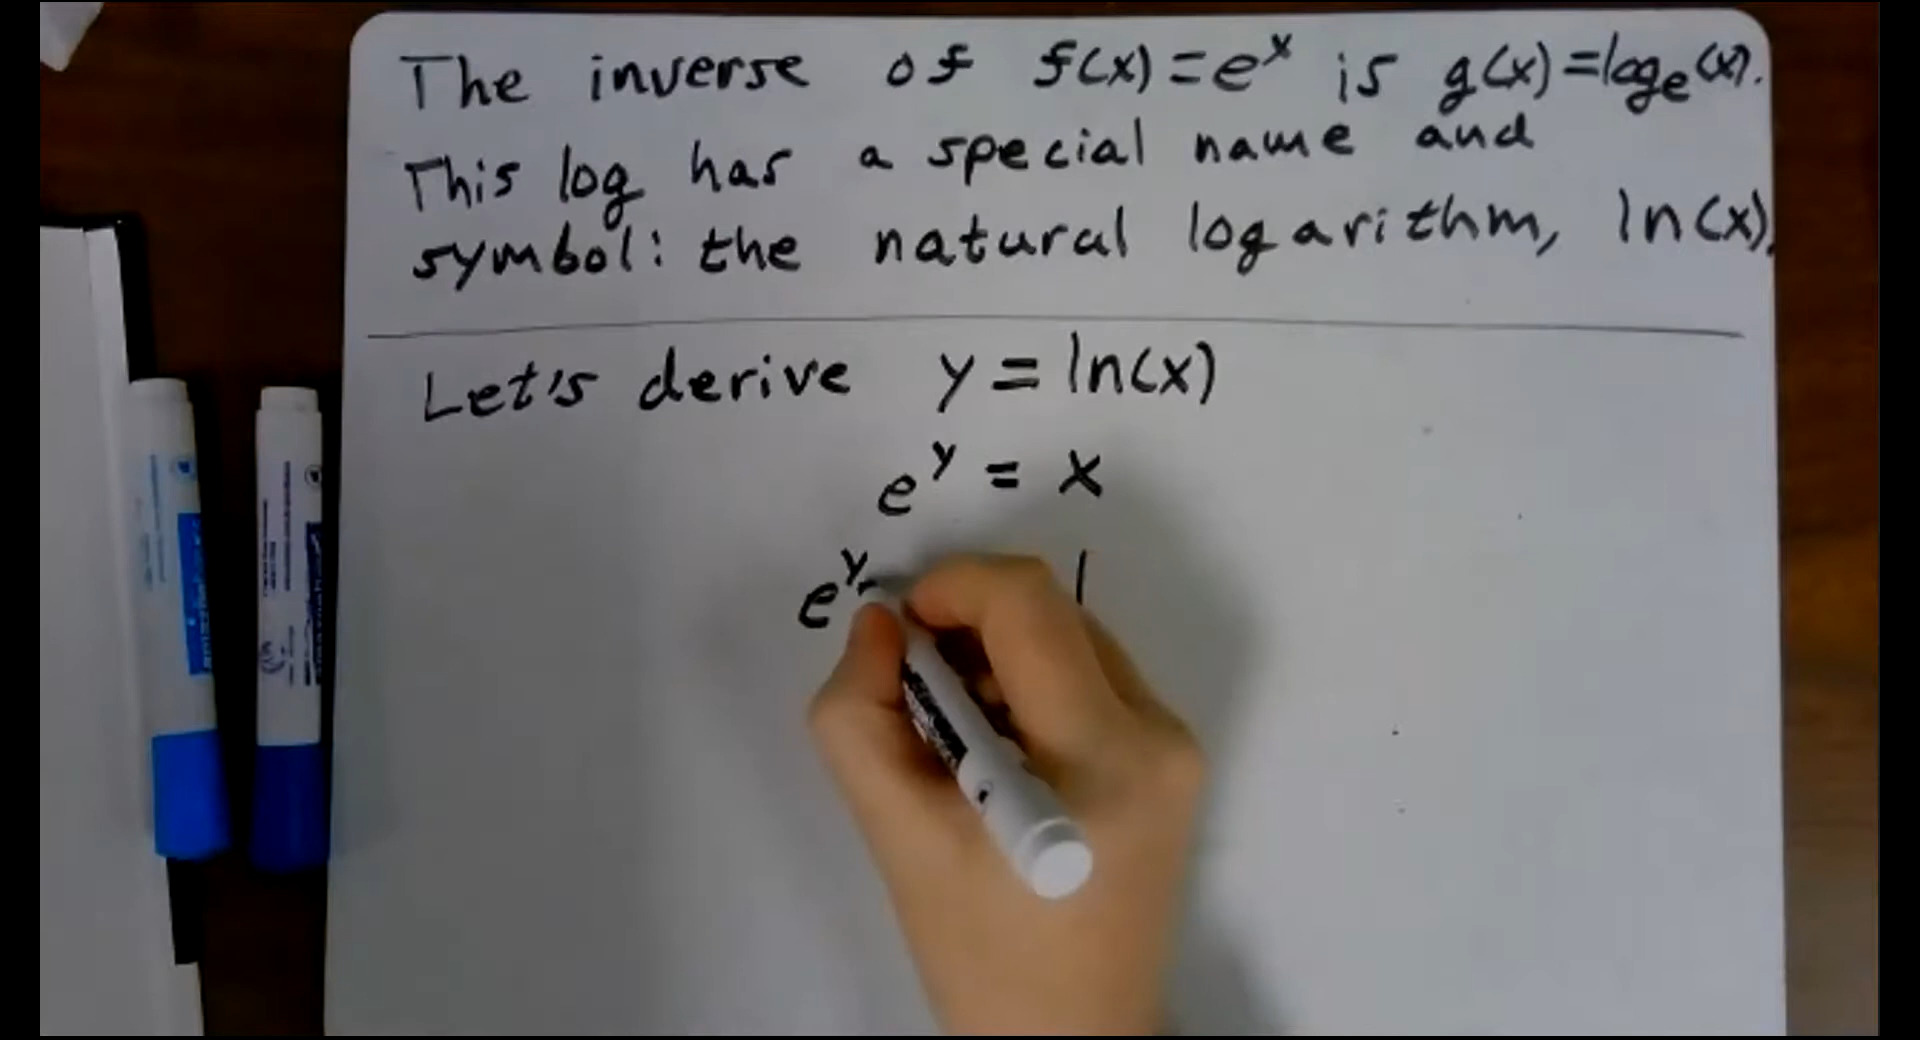 The inverse of f(x)=e^x is g(x)=log_e(x).
This log has a special name and
symbol: the natural logarithm, ln(x).
Let's derive y = ln(x)
e^y = x
e^y 1